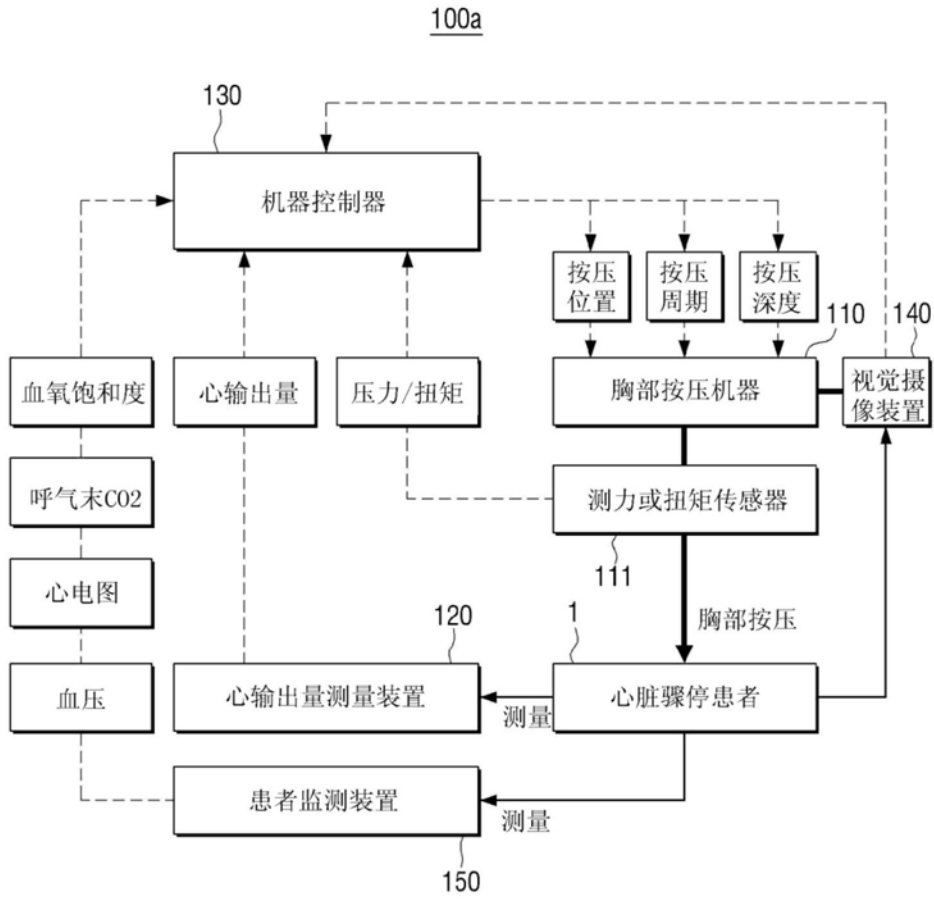 100a
130
机器控制器
按压
位置
按压
周期
按压
深度
110
140
血氧饱和度
心输出量
压力/扭矩
胸部按压机器
视觉摄
像装置
呼气末CO2
测力或扭矩传感器
111
心电图
胸部按压
120
1
血压
心输出量测量装置
测量
心脏骤停患者
患者监测装置
测量
150